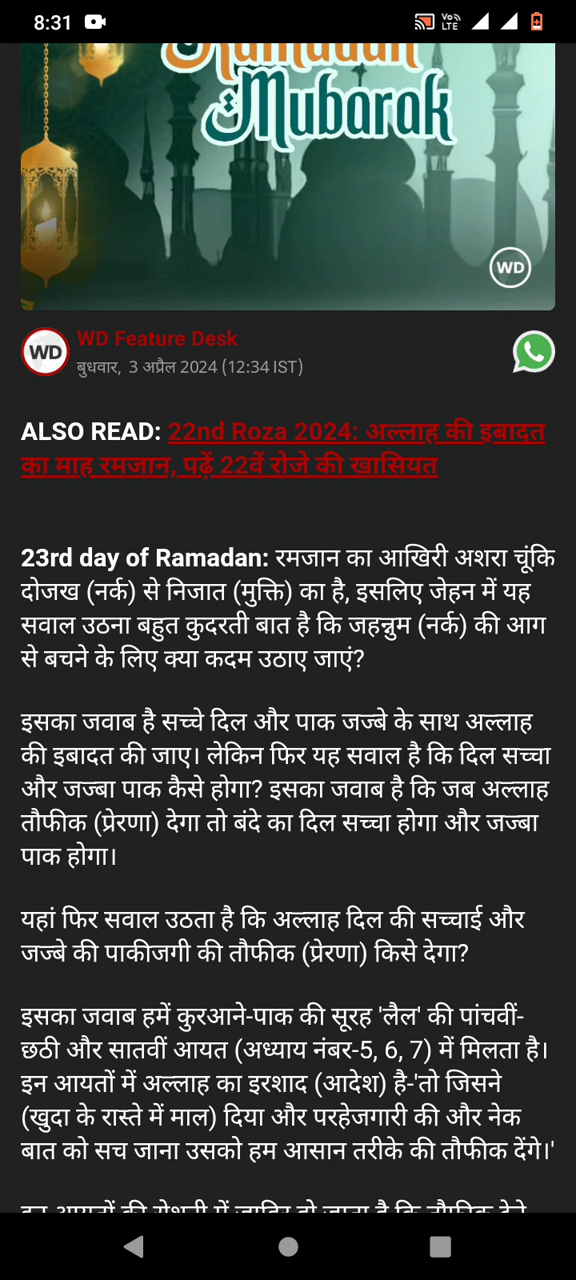 8:31
Vo))
LTE
Ramadan
Mubarak
WD
WD
WD Feature Desk
बुधवार, 3 अप्रैल 2024 (12:34 IST)
ALSO READ: 22nd Roza 2024: अल्लाह की इबादत
का माह रमजान, पढ़ें 22वें रोजे की खासियत
23rd day of Ramadan: रमजान का आखिरी अशरा चूंकि
दोजख (नर्क) से निजात (मुक्ति) का है, इसलिए जेहन में यह
सवाल उठना बहुत कुदरती बात है कि जहन्नुम (नर्क) की आग
से बचने के लिए क्या कदम उठाए जाएं?
इसका जवाब है सच्चे दिल और पाक जज्बे के साथ अल्लाह
की इबादत की जाए। लेकिन फिर यह सवाल है कि दिल सच्चा
और जज्बा पाक कैसे होगा? इसका जवाब है कि जब अल्लाह
तौफीक (प्रेरणा) देगा तो बंदे का दिल सच्चा होगा और जज्बा
पाक होगा।
यहां फिर सवाल उठता है कि अल्लाह दिल की सच्चाई और
जज्बे की पाकीजगी की तौफीक (प्रेरणा) किसे देगा?
इसका जवाब हमें कुरआने-पाक की सूरह 'लैल' की पांचवीं-
छठी और सातवीं आयत (अध्याय नंबर-5, 6, 7) में मिलता है।
इन आयतों में अल्लाह का इरशाद (आदेश) है-'तो जिसने
(खुदा के रास्ते में माल) दिया और परहेजगारी की और नेक
बात को सच जाना उसको हम आसान तरीके की तौफीक देंगे।'